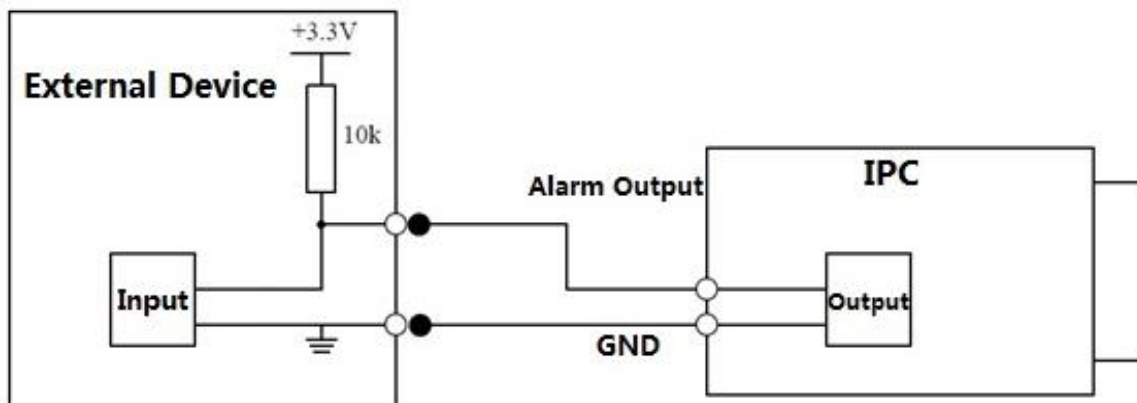 +3.3V
External Device
10k
Alarm Output
IPC
Input
Output
GND